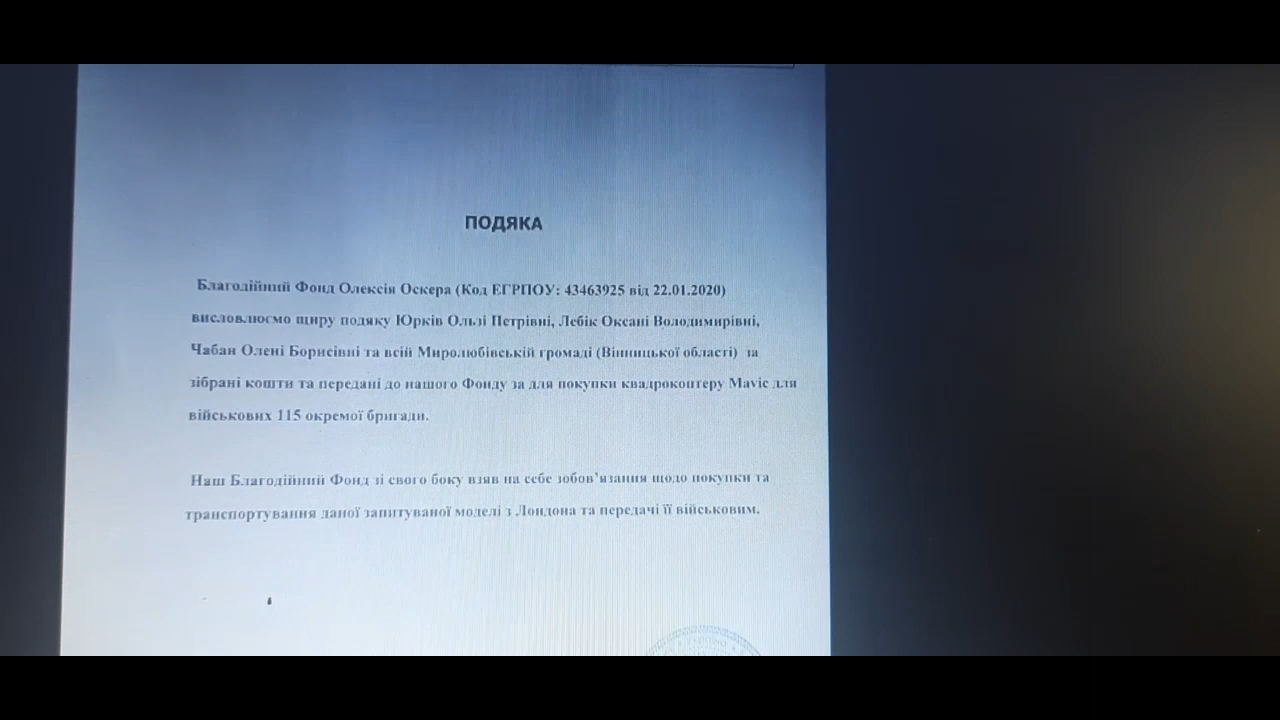 ПОДЯКА
Благодійний Фонд Олексія Оскера (Код ЕГРПОУ: 43463925 від 22.01.2020)
висловлюємо щиру подяку Юрків Ользі Петрівні, Лебік Оксані Володимирівні,
Чабан Олені Борисівні та всій Миролюбівській громаді (Вінницької області) за
зібрані кошти та передані до нашого Фонду за для покупки квадрокоптеру Mavic для
військових 115 окремої бригади.
Наш Благодійний Фонд зі свого боку взяв на себе зобов’язання щодо покупки та
транспортування даної запитуваної моделі з Лондона та передачі її військовим.